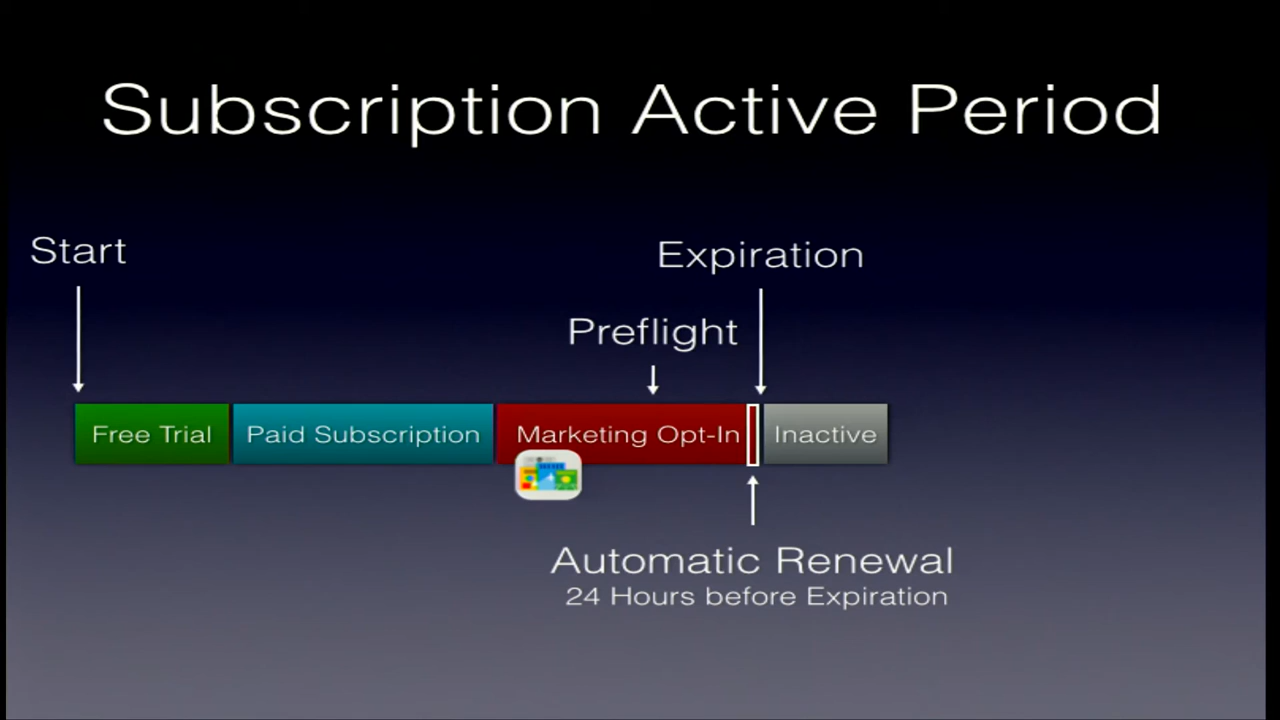 Subscription Active Period
Start
Expiration
Preflight
Free Trial
Paid Subscription
Marketing Opt-In
Inactive
Automatic Renewal
24 Hours before Expiration